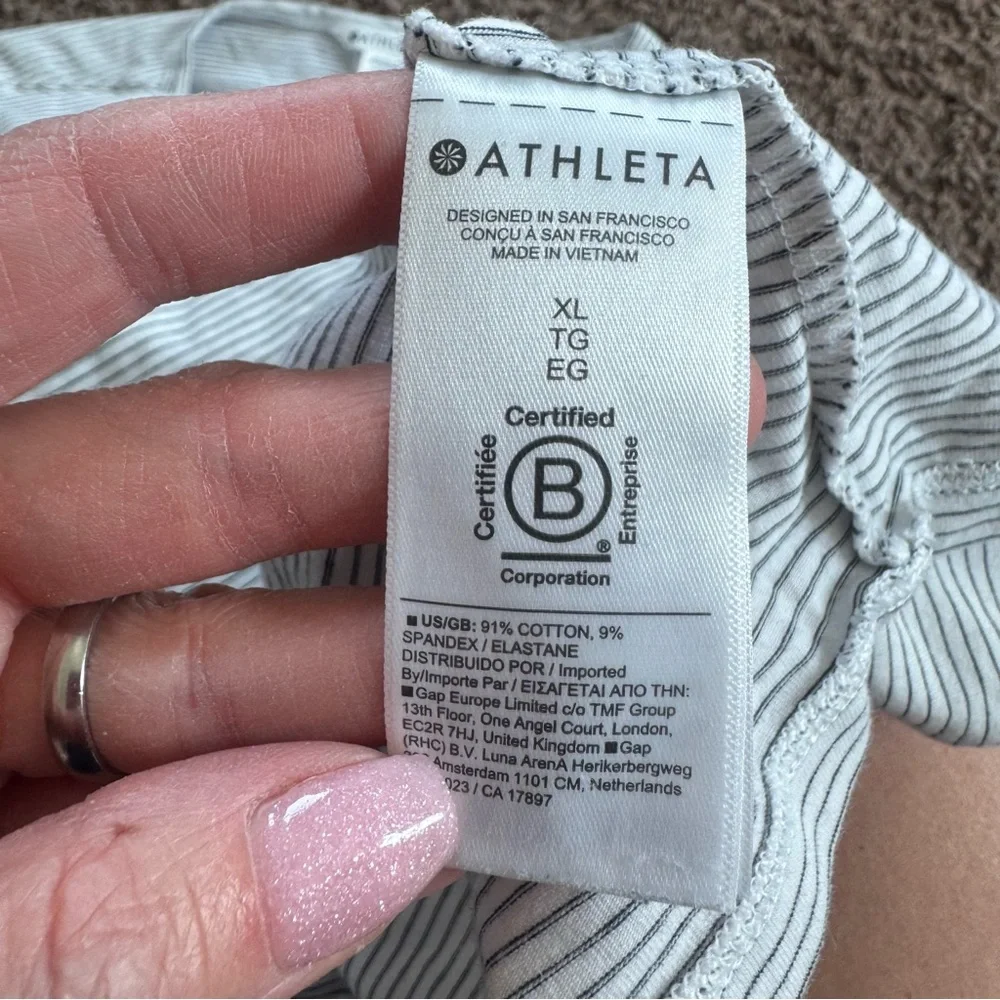 ATHLETA
DESIGNED IN SAN FRANCISCO
CONÇU À SAN FRANCISCO
MADE IN VIETNAM
XL
TG
EG
Certified
Certifiée
B
Entreprise
®
Corporation
■ US/GB: 91% COTTON, 9%
SPANDEX / ELASTANE
DISTRIBUIDO POR / Imported
By/Importe Par / ΕΙΣΑΓΕΤΑΙ ΑΠΟ ΤΗΝ:
■ Gap Europe Limited c/o TMF Group
13th Floor, One Angel Court, London,
EC2R 7HJ, United Kingdom ■ Gap
(RHC) B.V. Luna ArenA Herikerbergweg
Amsterdam 1101 CM, Netherlands
023 / CA 17897